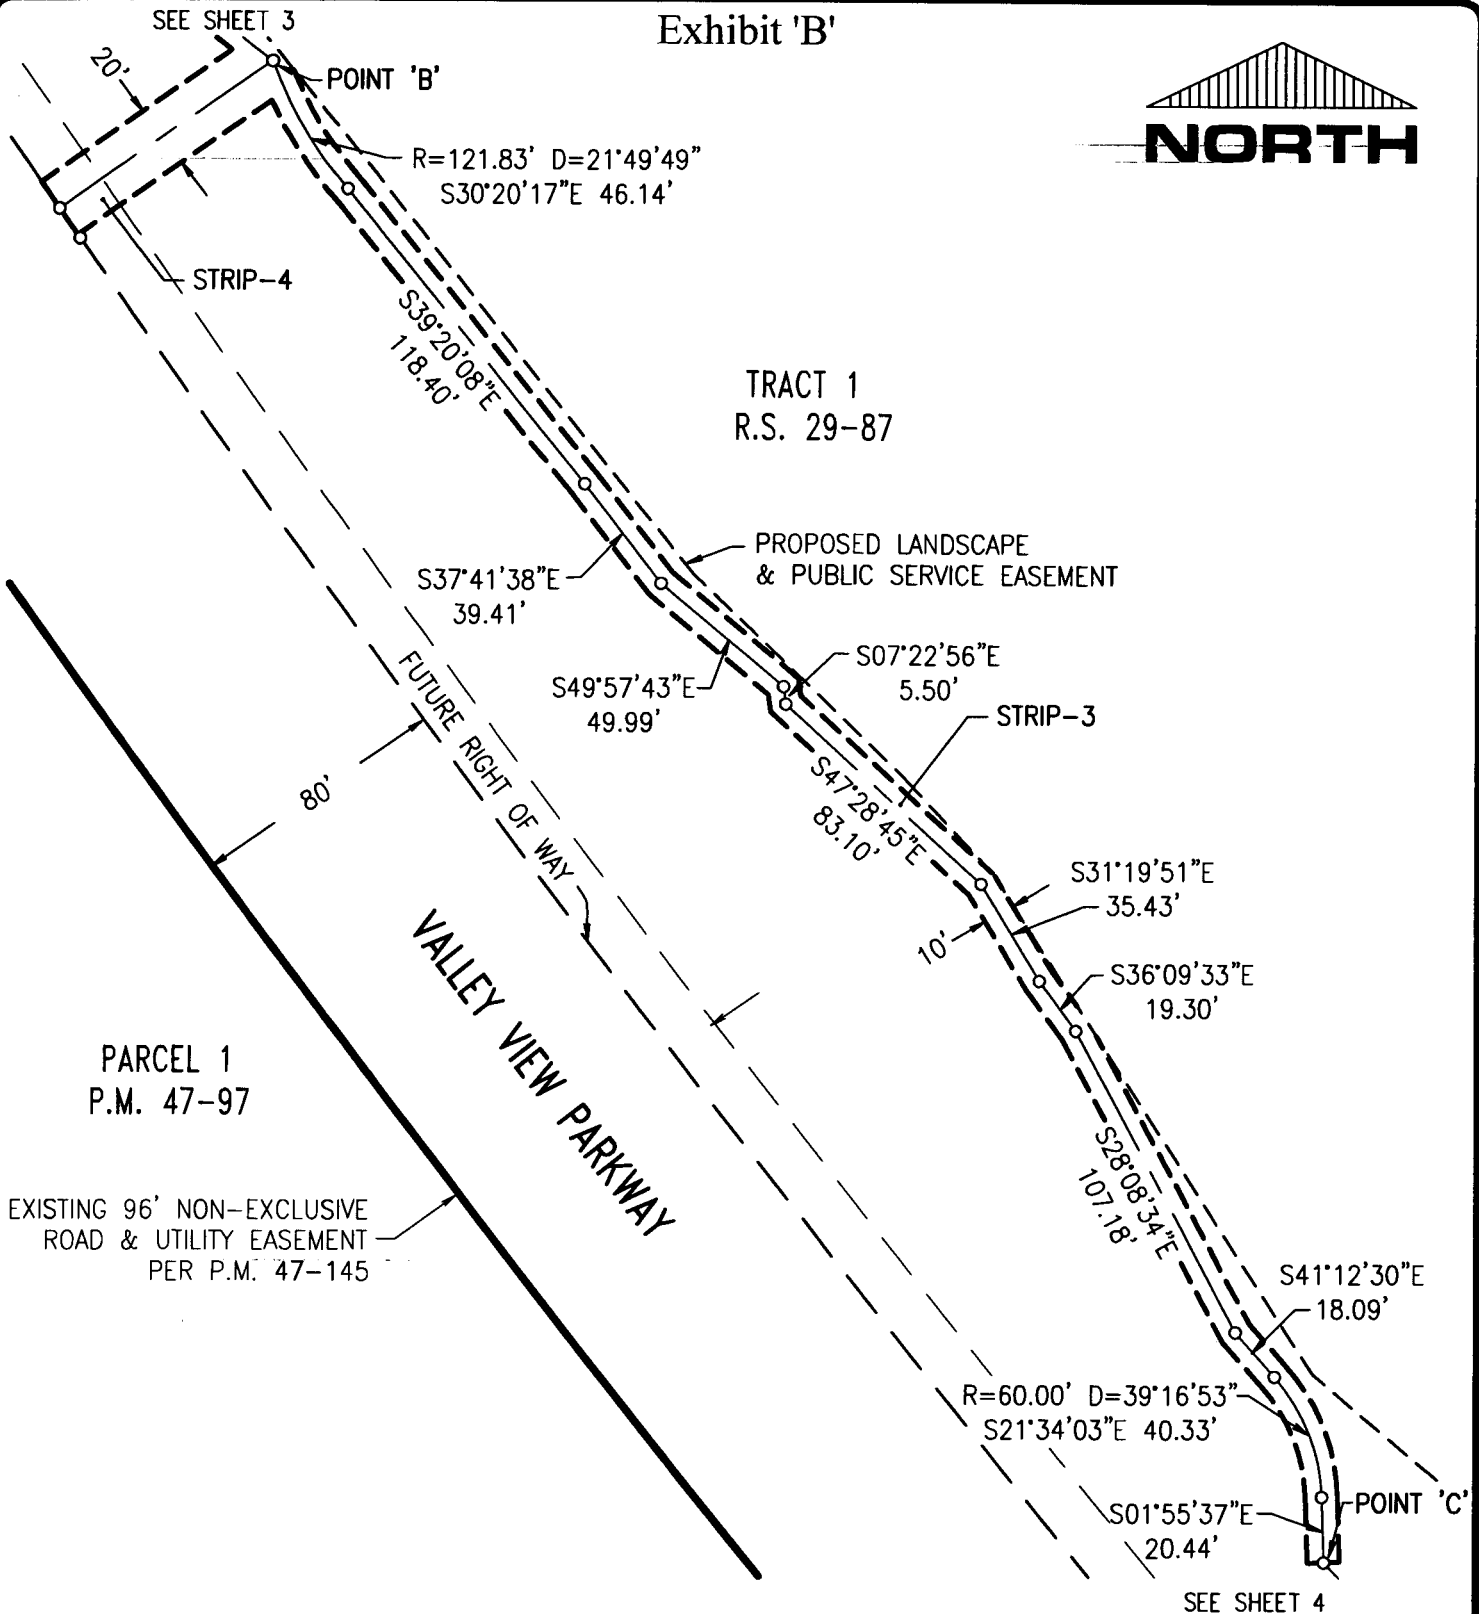 SEE SHEET 3
Exhibit 'B'
20'
POINT 'B'
NORTH
R=121.83' D=21°49'49"
S30°20'17"E 46.14'
STRIP-4
S39°20'08"E
118.40'
TRACT 1
R.S. 29-87
PROPOSED LANDSCAPE
& PUBLIC SERVICE EASEMENT
S37°41'38"E
39.41'
S07°22'56"E
5.50'
S49°57'43"E
49.99'
STRIP-3
FUTURE RIGHT OF WAY
80'
S47°28'45"E
83.10'
S31°19'51"E
35.43'
10'
S36°09'33"E
19.30'
VALLEY VIEW PARKWAY
PARCEL 1
P.M. 47-97
S28°08'34"E
107.18'
EXISTING 96' NON-EXCLUSIVE
ROAD & UTILITY EASEMENT
PER P.M. 47-145
S41°12'30"E
18.09'
R=60.00' D=39°16'53"
S21°34'03"E 40.33'
S01°55'37"E
20.44'
POINT 'C'
SEE SHEET 4